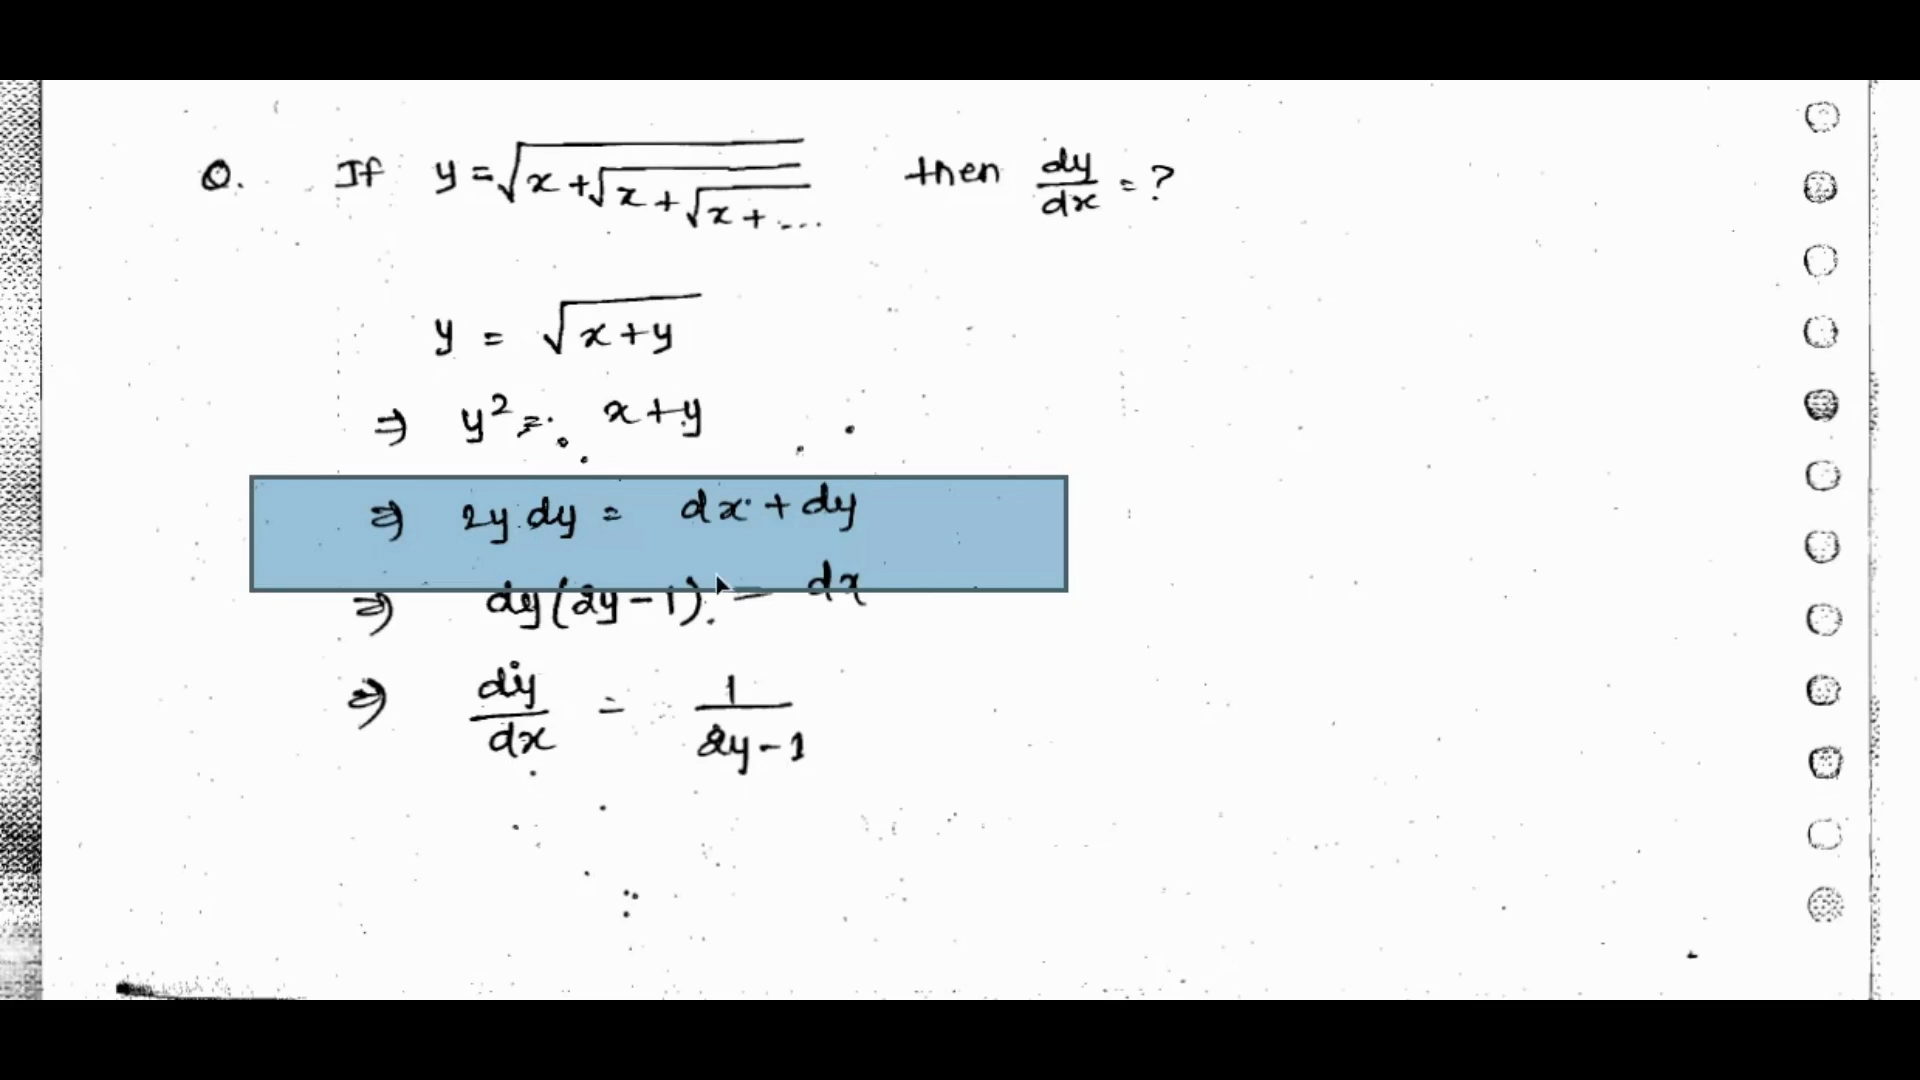 Q. If y = √(x + √(x + √(x + ... then dy/dx = ?
y = √(x+y)
⇒ y² = x+y
⇒ 2y dy = dx + dy
⇒ dy(2y-1) = dx
⇒ dy/dx = 1/(2y-1)